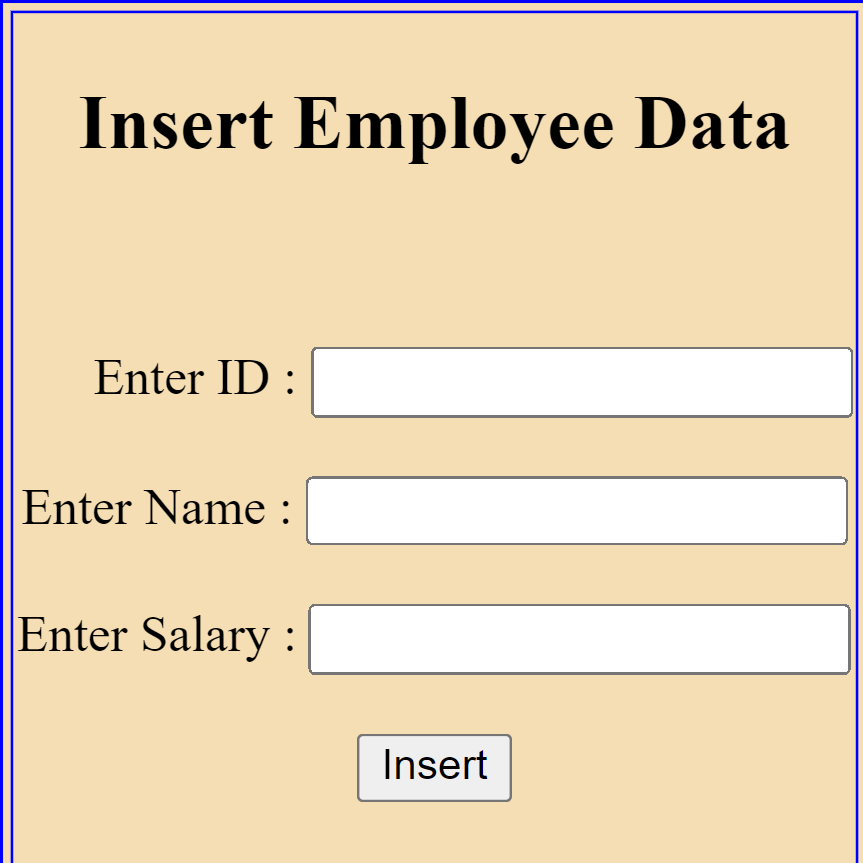 Insert Employee Data
Enter ID :
Enter Name :
Enter Salary :
Insert